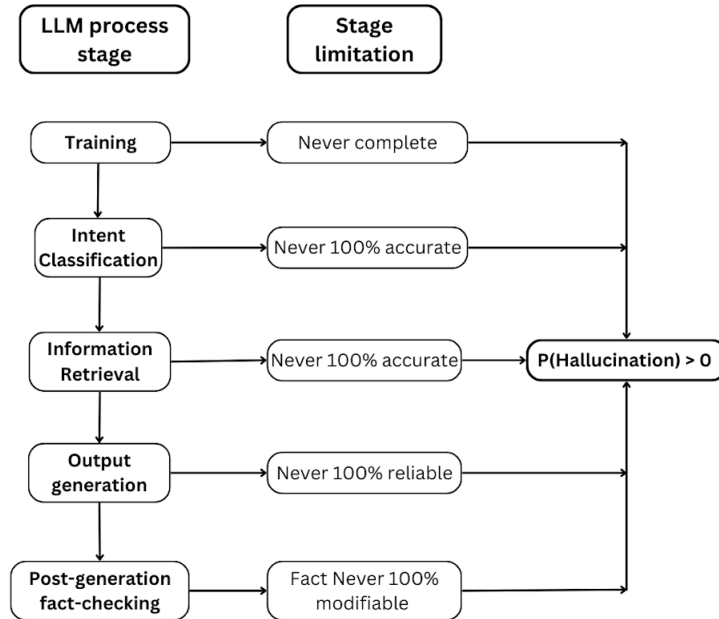 LLM process
stage
Stage
limitation
Training
Never complete
Intent
Classification
Never 100% accurate
Information
Retrieval
Never 100% accurate
P(Hallucination) > 0
Output
generation
Never 100% reliable
Post-generation
fact-checking
Fact Never 100%
modifiable